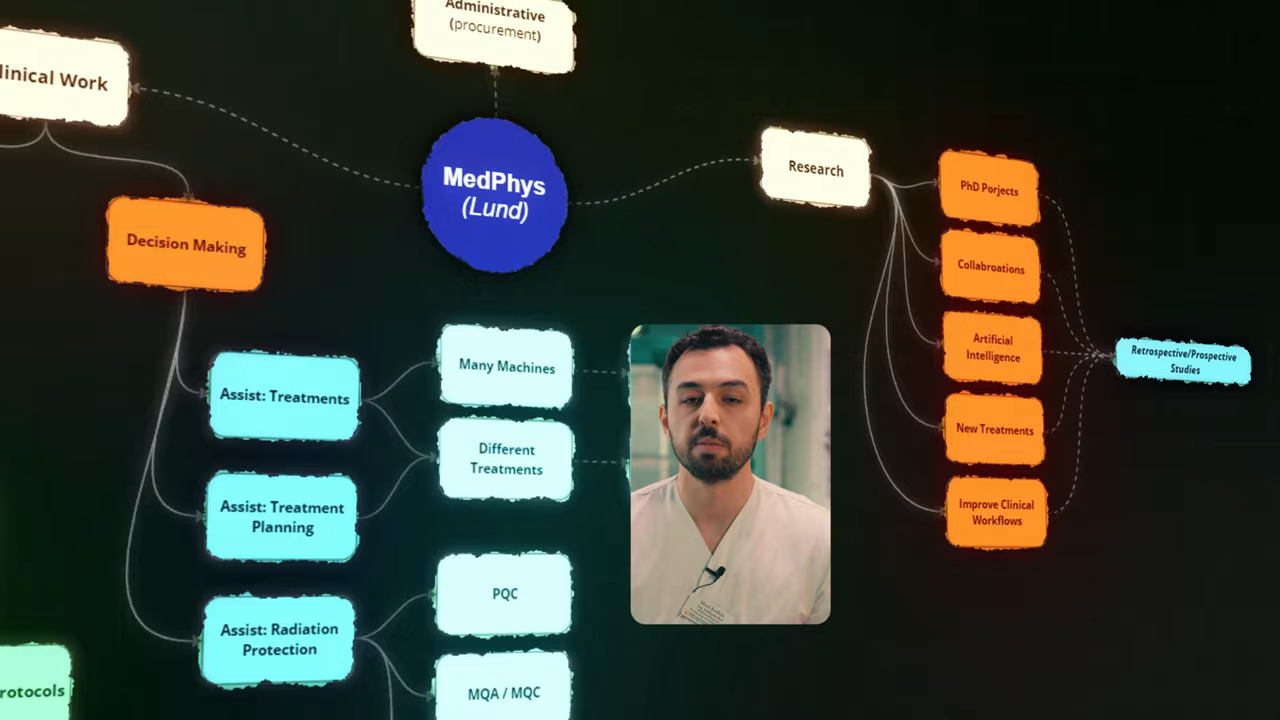 Administrative
(procurement)
linical Work
MedPhys
(Lund)
Research
PhD Porjects
Collabroations
Artificial
Intelligence
New Treatments
Improve Clinical
Workflows
Retrospective/Prospective
Studies
Decision Making
Assist: Treatments
Assist: Treatment
Planning
Assist: Radiation
Protection
Many Machines
Different
Treatments
PQC
MQA / MQC
rotocols